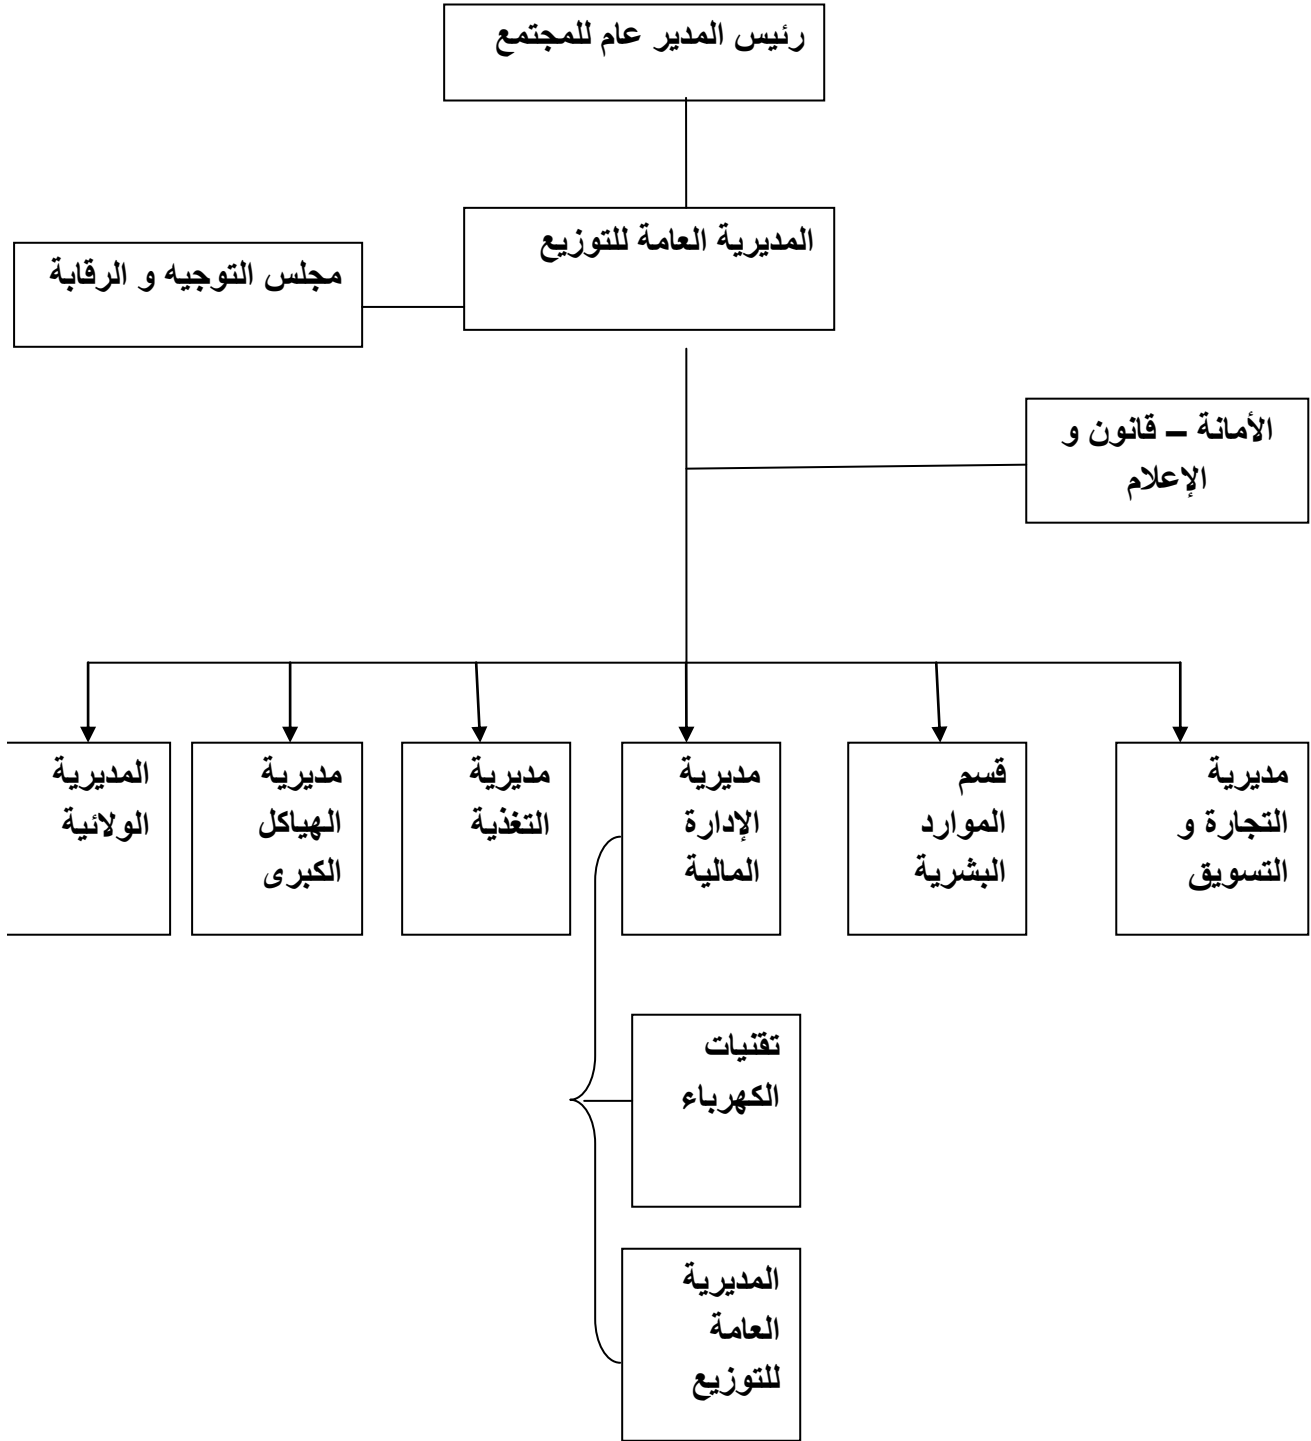 رئيس المدير عام للمجتمع
المديرية العامة للتوزيع
مجلس التوجيه و الرقابة
الأمانة – قانون و
الإعلام
مديرية
التجارة و
التسويق
قسم
الموارد
البشرية
مديرية
الإدارة
المالية
مديرية
التغذية
مديرية
الهياكل
الكبرى
المديرية
الولائية
تقنيات
الكهرباء
المديرية
العامة
للتوزيع